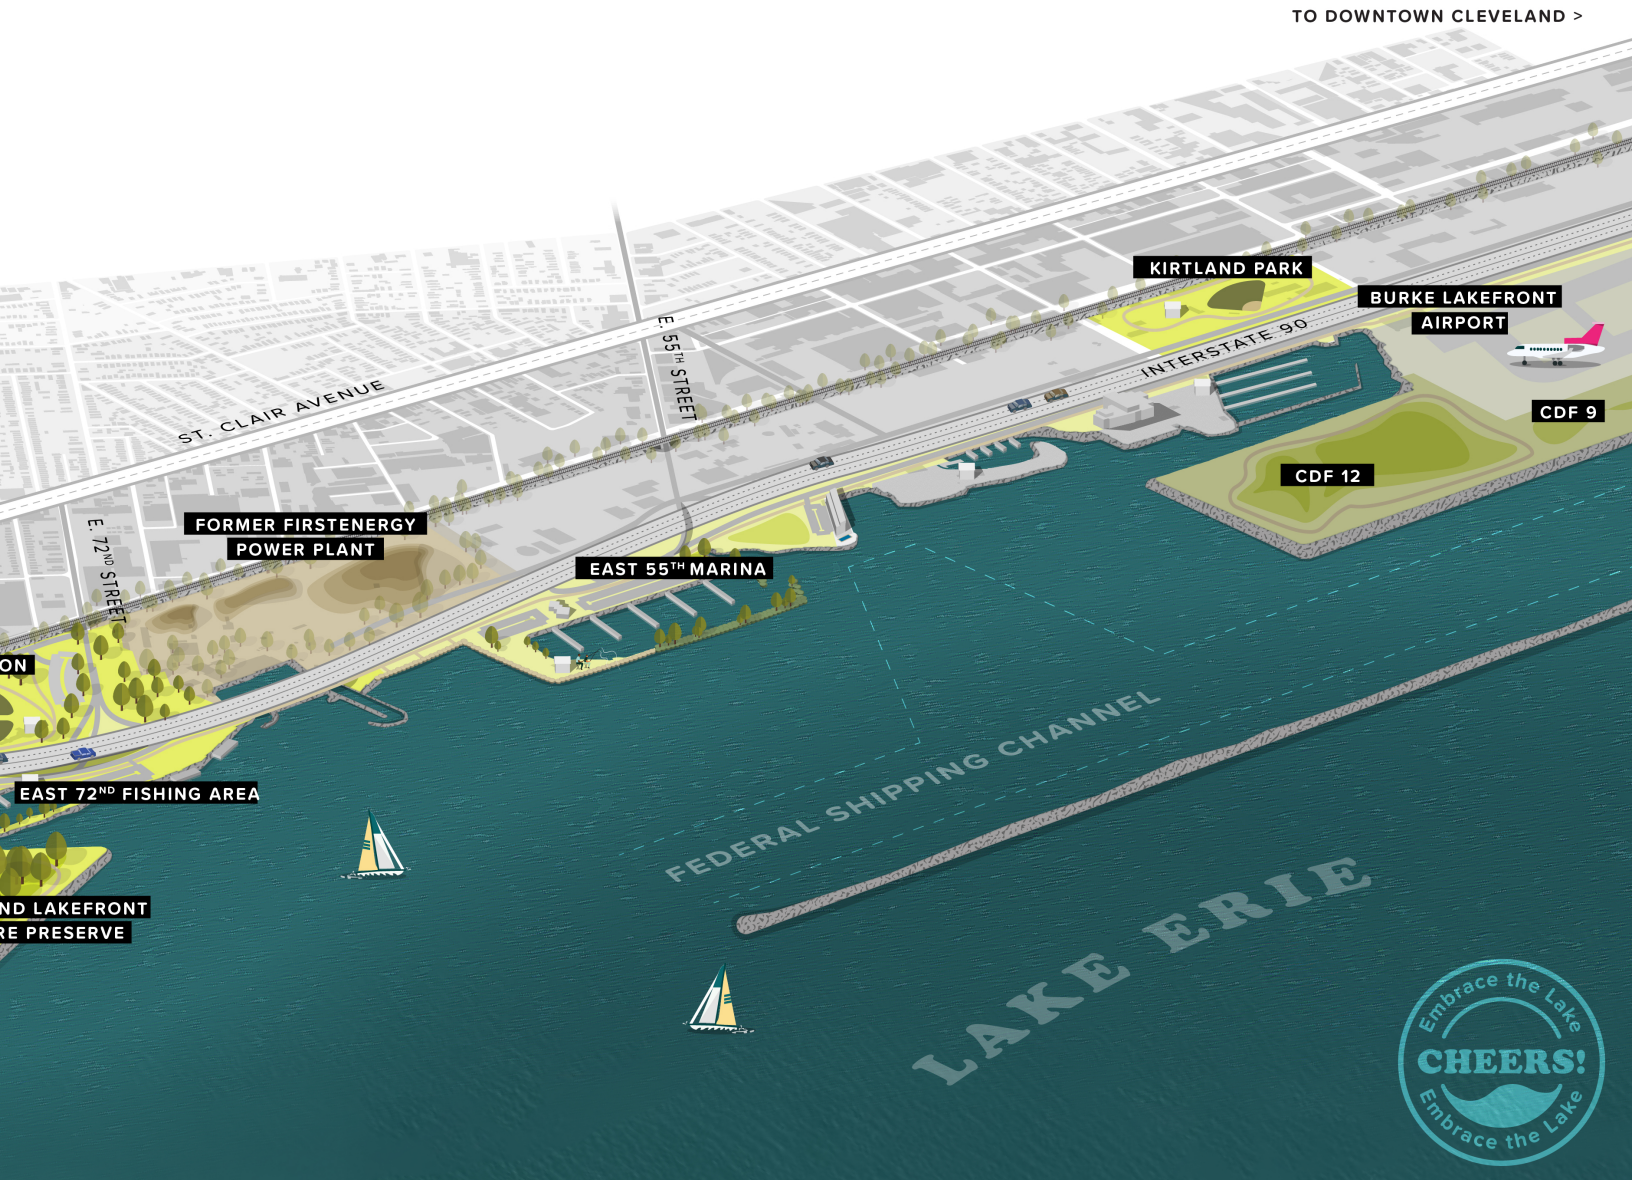 TO DOWNTOWN CLEVELAND >
KIRTLAND PARK
BURKE LAKEFRONT
AIRPORT
INTERSTATE 90
E. 55TH STREET
ST. CLAIR AVENUE
CDF 9
CDF 12
FORMER FIRSTENERGY
POWER PLANT
E. 72ND STREET
EAST 55TH MARINA
ON
EAST 72ND FISHING AREA
FEDERAL SHIPPING CHANNEL
ND LAKEFRONT
RE PRESERVE
LAKE ERIE
Embrace the Lake
CHEERS!
Embrace the Lake